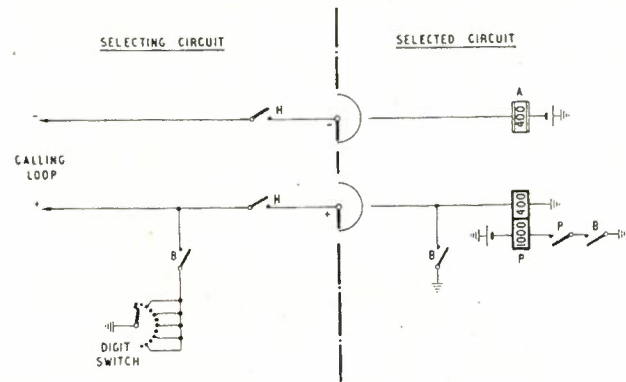 SELECTING CIRCUIT
SELECTED CIRCUIT
A
400
H
−
−
CALLING
LOOP
+
H
+
400
1000
P
P
B
B
B
DIGIT
SWITCH